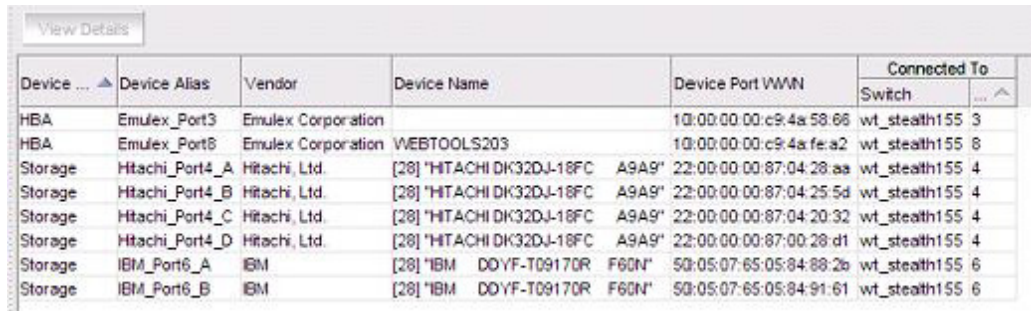 View Details
Connected To
Device ... Device Alias Vendor Device Name Device Port WWN Switch ...
HBA Emulex_Port3 Emulex Corporation 10:00:00:00:c9:4a:58:66 wt_stealth155 3
HBA Emulex_Port8 Emulex Corporation WEBTOOLS203 10:00:00:00:c9:4a:fe:a2 wt_stealth155 8
Storage Hitachi_Port4_A Hitachi, Ltd. [28] "HITACHI DK32DJ-18FC A9A9" 22:00:00:00:87:04:28:aa wt_stealth155 4
Storage Hitachi_Port4_B Hitachi, Ltd. [28] "HITACHI DK32DJ-18FC A9A9" 22:00:00:00:87:04:25:5d wt_stealth155 4
Storage Hitachi_Port4_C Hitachi, Ltd. [28] "HITACHI DK32DJ-18FC A9A9" 22:00:00:00:87:04:20:32 wt_stealth155 4
Storage Hitachi_Port4_D Hitachi, Ltd. [28] "HITACHI DK32DJ-18FC A9A9" 22:00:00:00:87:00:28:d1 wt_stealth155 4
Storage IBM_Port6_A IBM [28] "IBM DDYF-T09170R F60N" 50:05:07:65:05:84:88:2b wt_stealth155 6
Storage IBM_Port6_B IBM [28] "IBM DDYF-T09170R F60N" 50:05:07:65:05:84:91:61 wt_stealth155 6